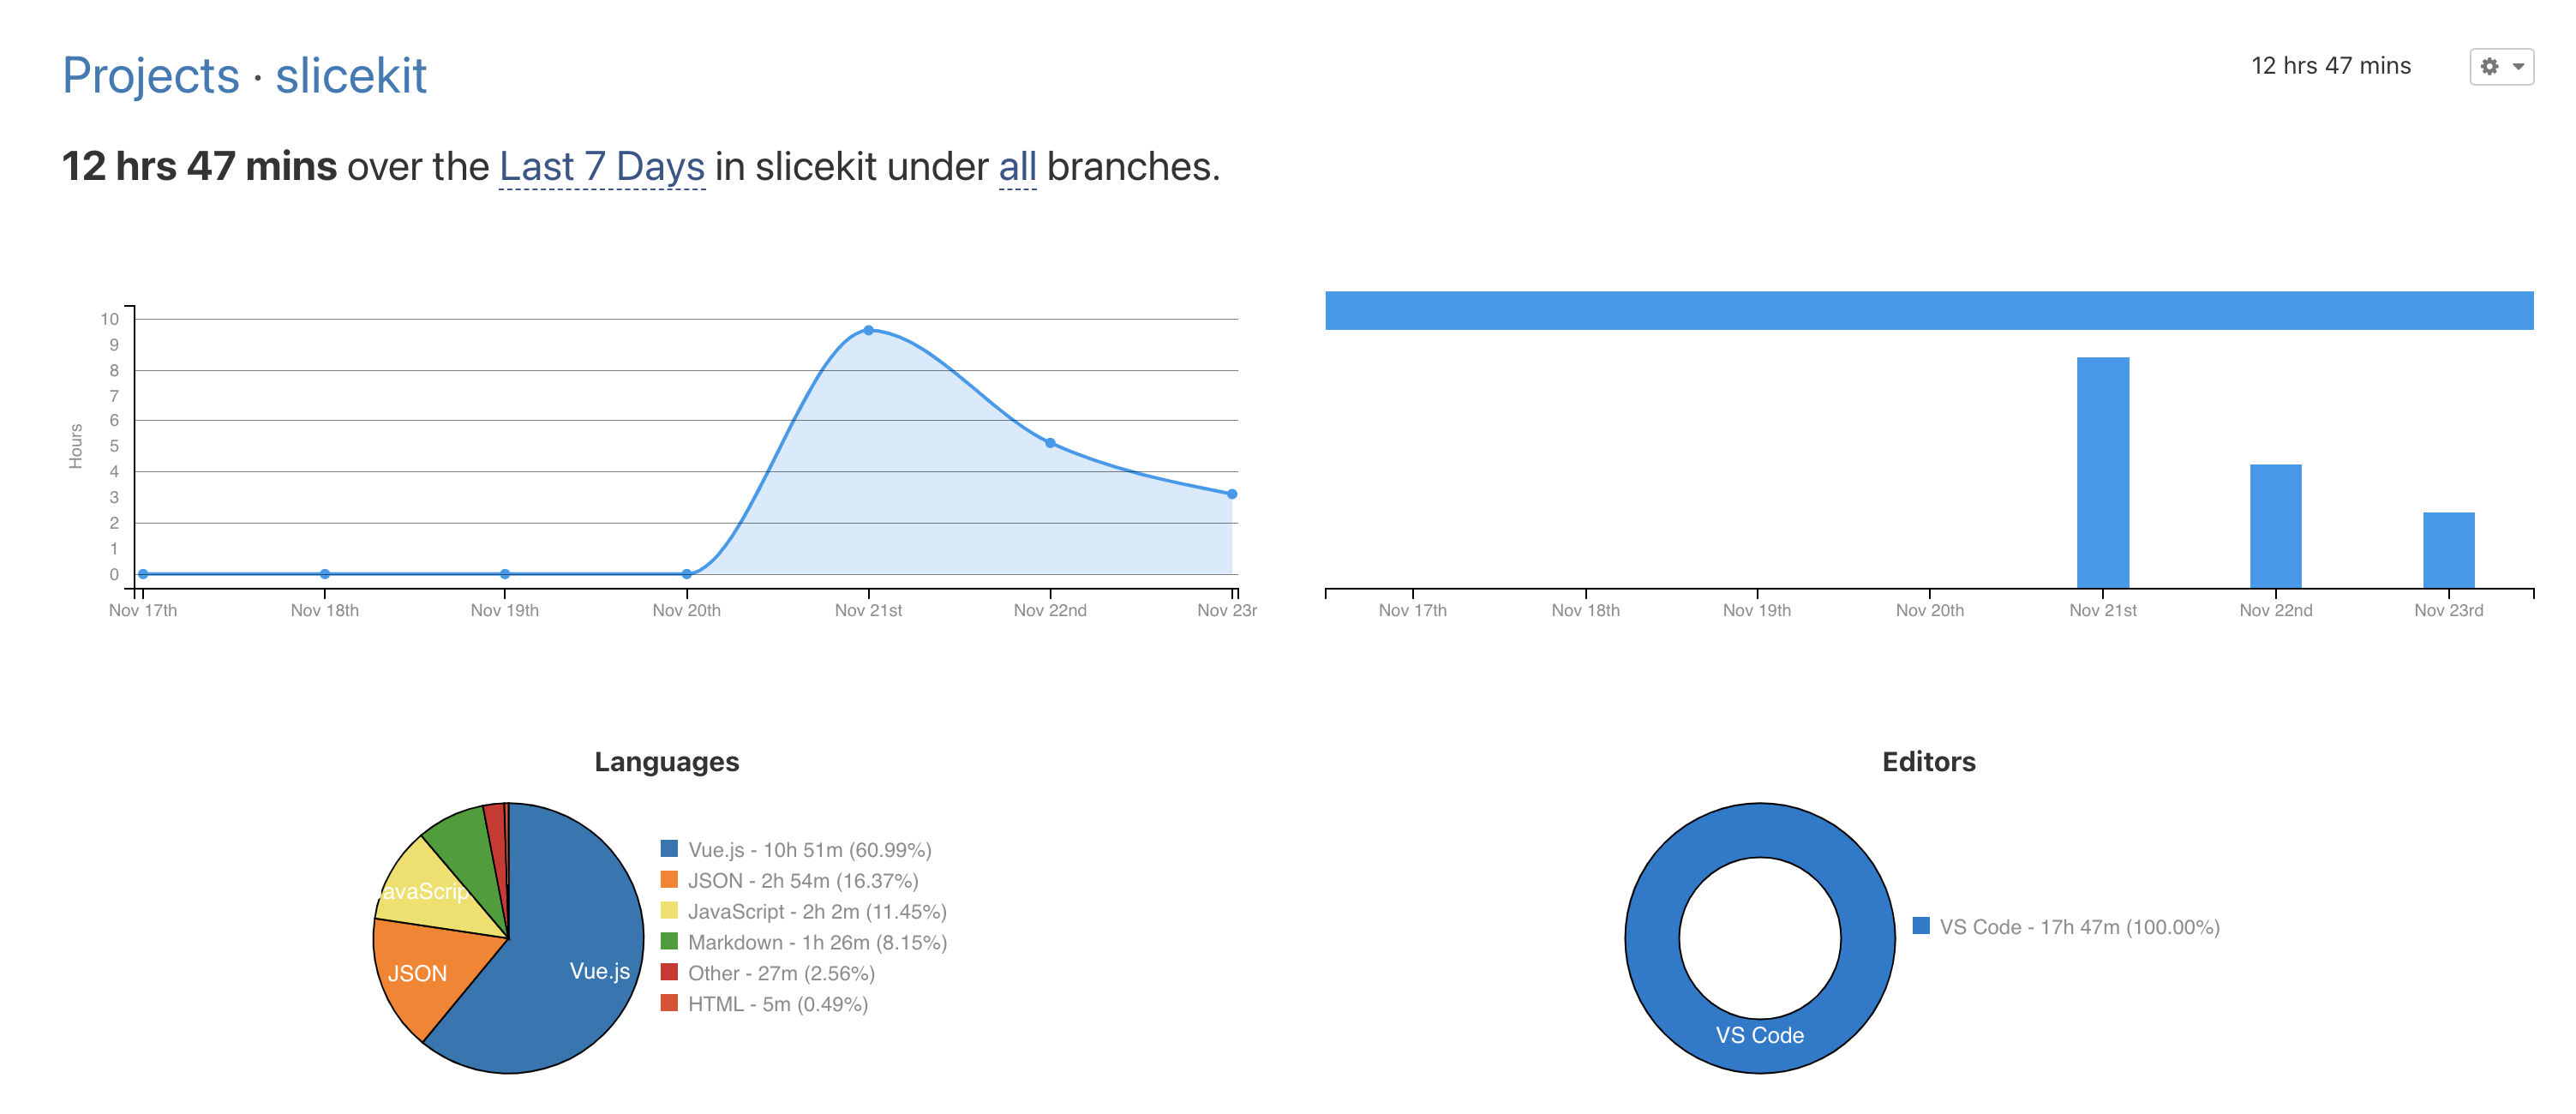 Projects · slicekit
12 hrs 47 mins
12 hrs 47 mins over the Last 7 Days in slicekit under all branches.
Hours
10
9
8
7
6
5
4
3
2
1
0
Nov 17th
Nov 18th
Nov 19th
Nov 20th
Nov 21st
Nov 22nd
Nov 23r
Nov 17th
Nov 18th
Nov 19th
Nov 20th
Nov 21st
Nov 22nd
Nov 23rd
Languages
avaScrip
JSON
Vue.js
Vue.js - 10h 51m (60.99%)
JSON - 2h 54m (16.37%)
JavaScript - 2h 2m (11.45%)
Markdown - 1h 26m (8.15%)
Other - 27m (2.56%)
HTML - 5m (0.49%)
Editors
VS Code
VS Code - 17h 47m (100.00%)